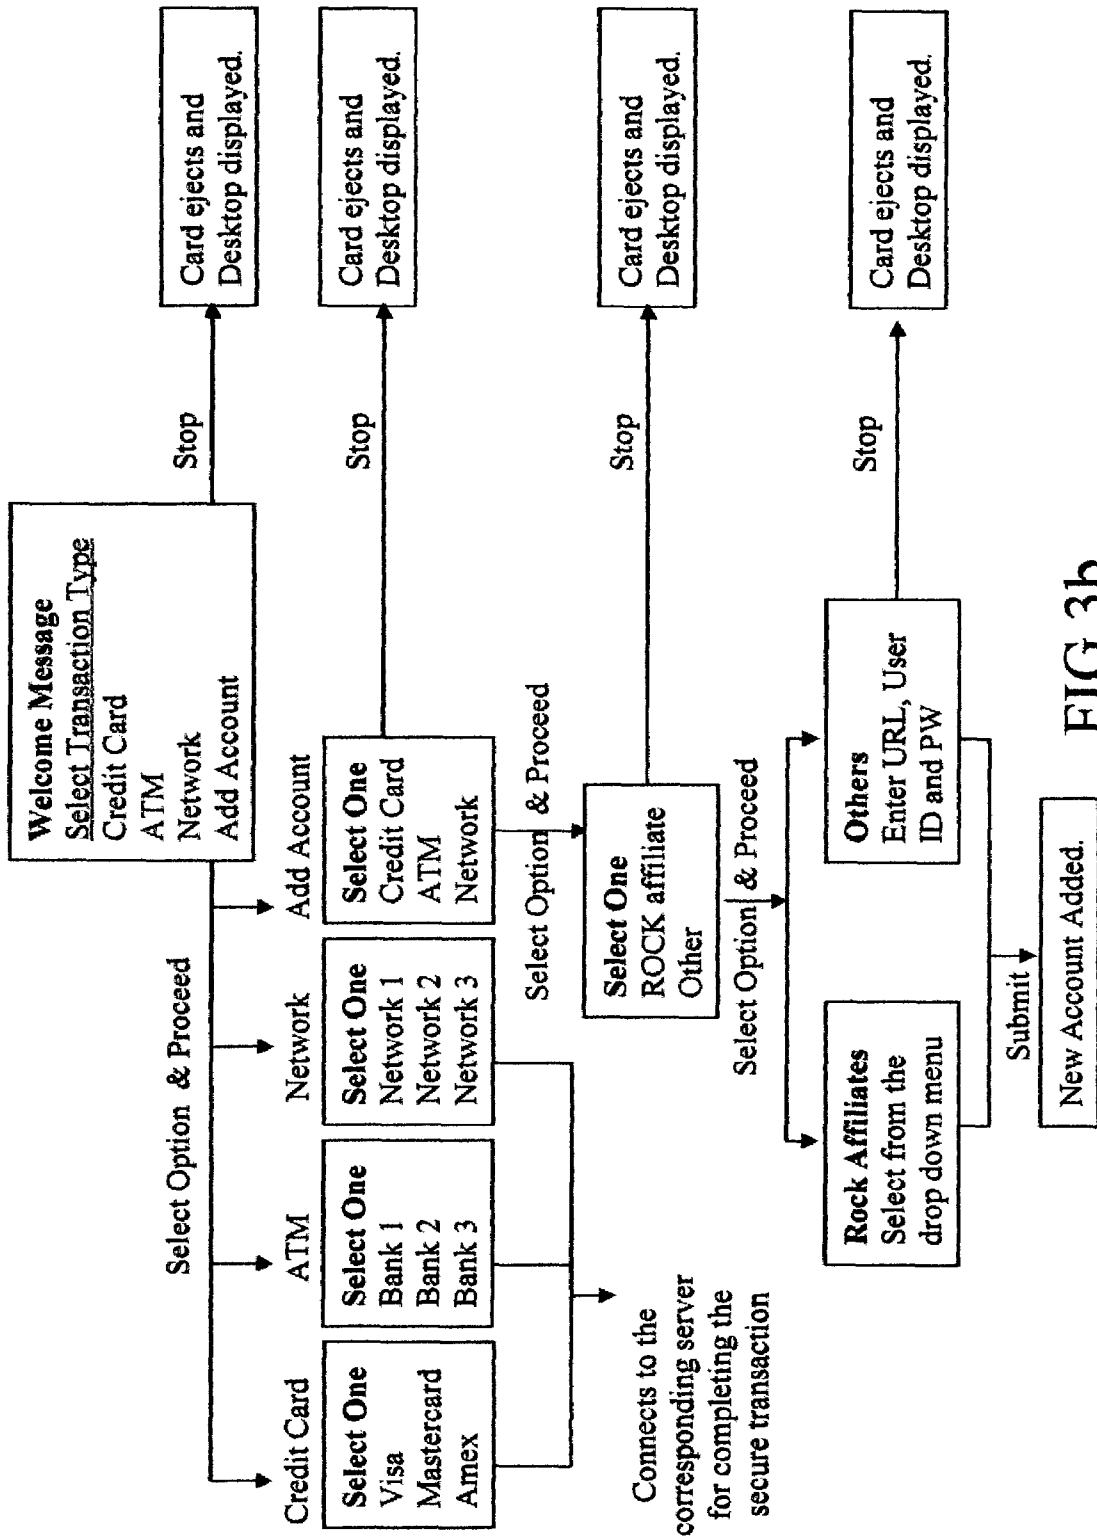 Welcome Message
Select Transaction Type
Credit Card
ATM
Network
Add Account
Stop
Card ejects and
Desktop displayed.
Select Option & Proceed
Credit Card
ATM
Network
Add Account
Select One
Visa
Mastercard
Amex
Select One
Bank 1
Bank 2
Bank 3
Select One
Network 1
Network 2
Network 3
Select One
Credit Card
ATM
Network
Stop
Card ejects and
Desktop displayed.
Connects to the
corresponding server
for completing the
secure transaction
Select Option & Proceed
Select One
ROCK affiliate
Other
Stop
Card ejects and
Desktop displayed.
Select Option & Proceed
Rock Affiliates
Select from the
drop down menu
Others
Enter URL, User
ID and PW
Stop
Card ejects and
Desktop displayed.
Submit
New Account Added.
FIG 3b